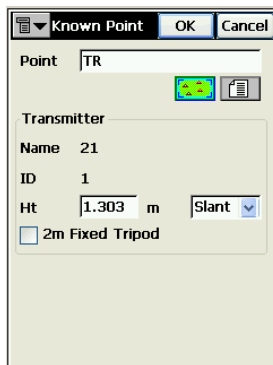 Known Point OK Cancel
Point TR
Transmitter
Name 21
ID 1
Ht 1.303 m Slant
2m Fixed Tripod